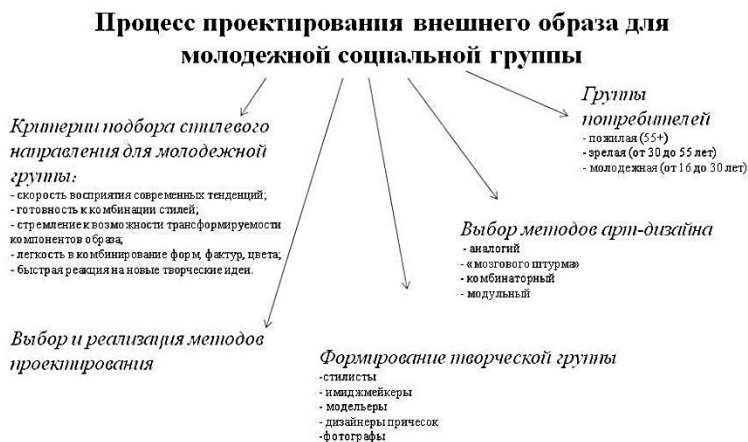 Процесс проектирования внешнего образа для
молодежной социальной группы
Критерии подбора стилевого
направления для молодежной
группы:
- скорость восприятия современных тенденций;
- готовность к комбинации стилей;
- стремление к возможности трансформируемости
компонентов образа;
- легкость в комбинирование форм, фактур, цвета;
- быстрая реакция на новые творческие идеи.
Выбор и реализация методов
проектирования
Формирование творческой группы
-стилисты
- имиджмейкеры
- модельеры
- дизайнеры причесок
-фотографы
Выбор методов арт-дизайна
- аналогий
- «мозгового штурма»
- комбинаторный
- модульный
Группы
потребителей
- пожилая (55+)
- зрелая (от 30 до 55 лет)
- молодежная (от 16 до 30 лет)